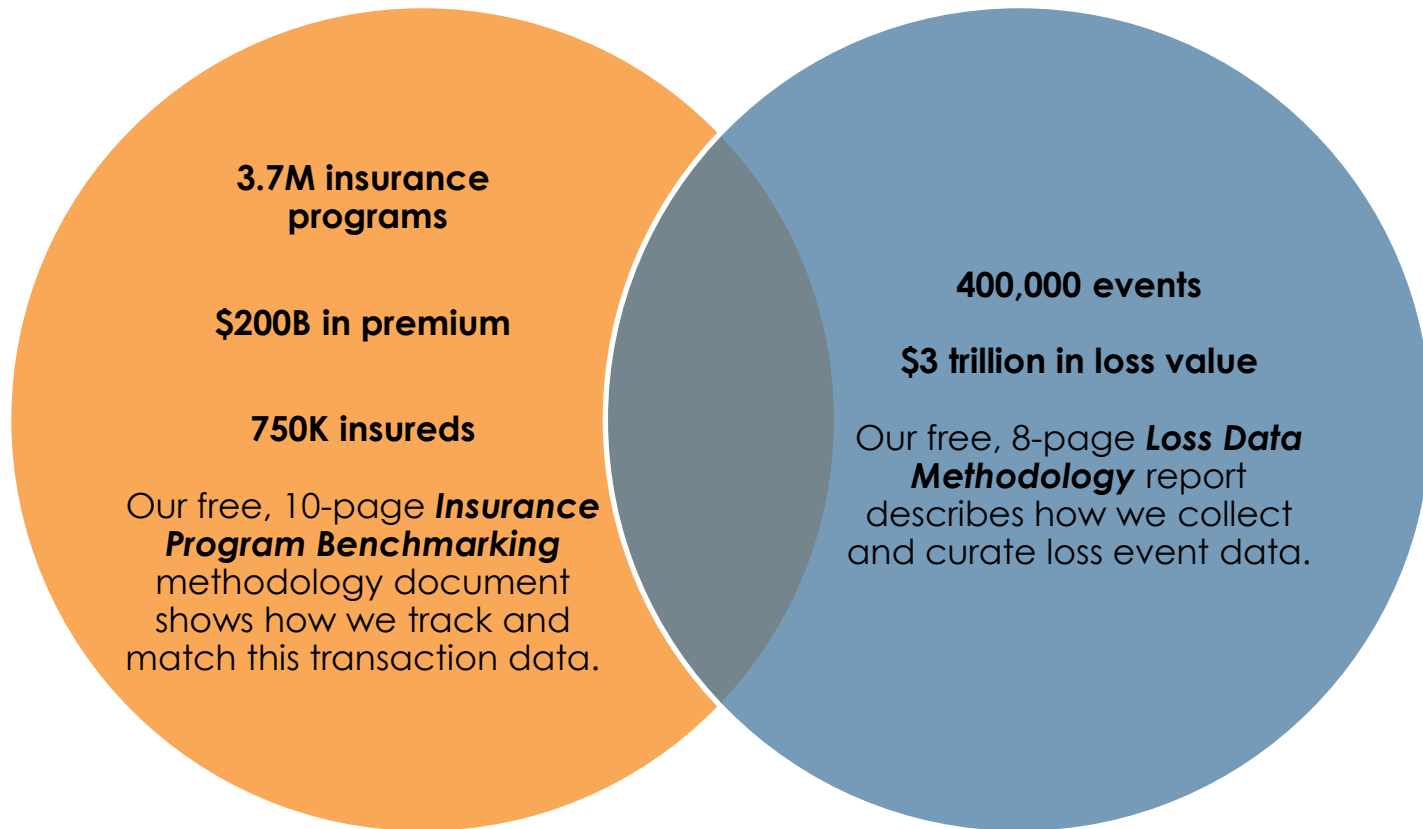 3.7M insurance
programs
$200B in premium
750K insureds
Our free, 10-page Insurance
Program Benchmarking
methodology document
shows how we track and
match this transaction data.
400,000 events
$3 trillion in loss value
Our free, 8-page Loss Data
Methodology report
describes how we collect
and curate loss event data.